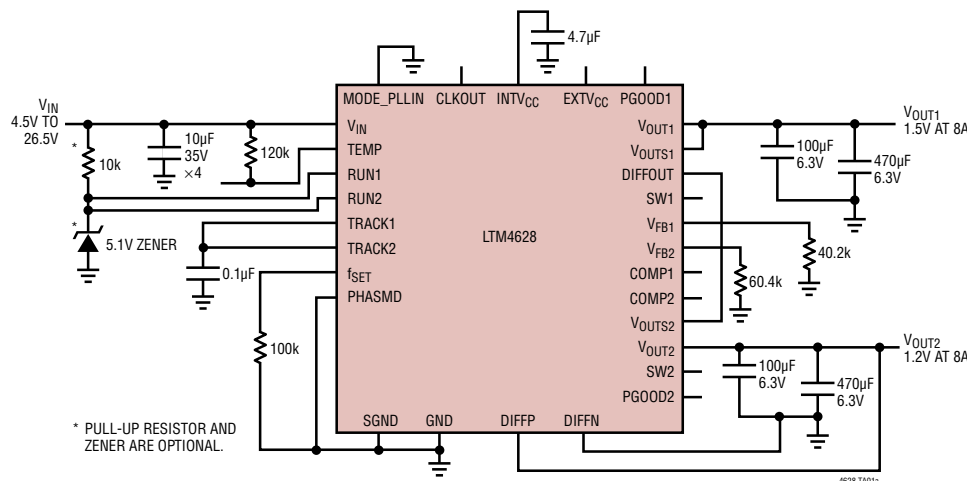 4.7µF
MODE_PLLIN CLKOUT INTVCC EXTVCC PGOOD1
VIN
4.5V TO
26.5V
*
10k
10µF
35V
×4
120k
VIN
TEMP
RUN1
RUN2
TRACK1
TRACK2
fSET
PHASMD
*
5.1V ZENER
0.1µF
100k
LTM4628
VOUT1
VOUTS1
DIFFOUT
SW1
VFB1
VFB2
COMP1
COMP2
VOUTS2
VOUT2
SW2
PGOOD2
VOUT1
1.5V AT 8A
100µF
6.3V
470µF
6.3V
40.2k
60.4k
VOUT2
1.2V AT 8A
100µF
6.3V
470µF
6.3V
SGND GND DIFFP DIFFN
* PULL-UP RESISTOR AND
ZENER ARE OPTIONAL.
4628 TA01a